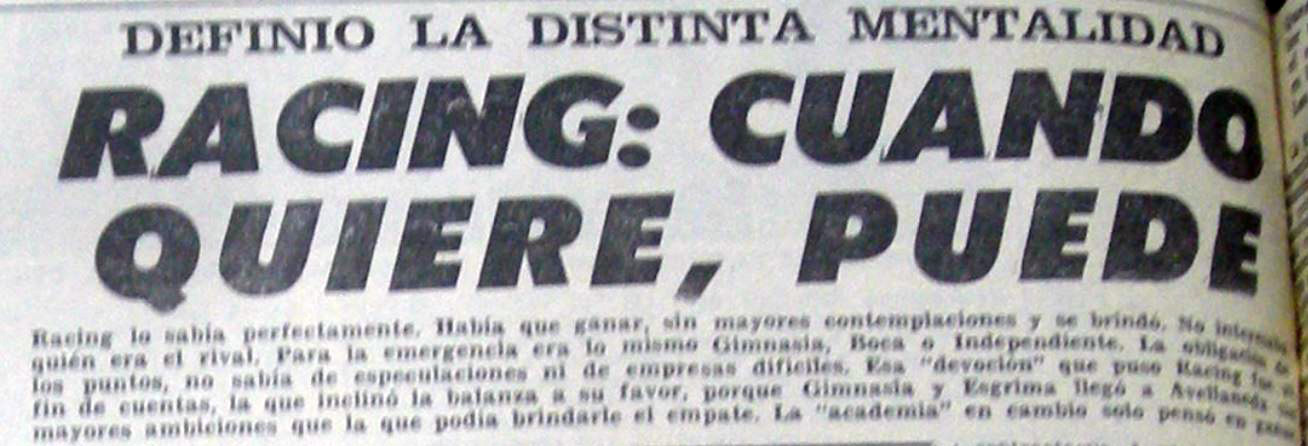 DEFINIO LA DISTINTA MENTALIDAD
RACING: CUANDO
QUIERE, PUEDE
Racing lo sabía perfectamente. Había que ganar, sin mayores contemplaciones y se brindó. No
quién era el rival. Para la emergencia era lo mismo Gimnasia, Boca o Independiente. La obligación de
los puntos, no sabía de especulaciones ni de empresas difíciles. Esa "devoción" que puso Racing
fin de cuentas, la que inclinó la balanza a su favor, porque Gimnasia y Esgrima llegó a Avellaneda
mayores ambiciones que la que podía brindarle el empate. La "academia" en cambio solo pensó en ganar